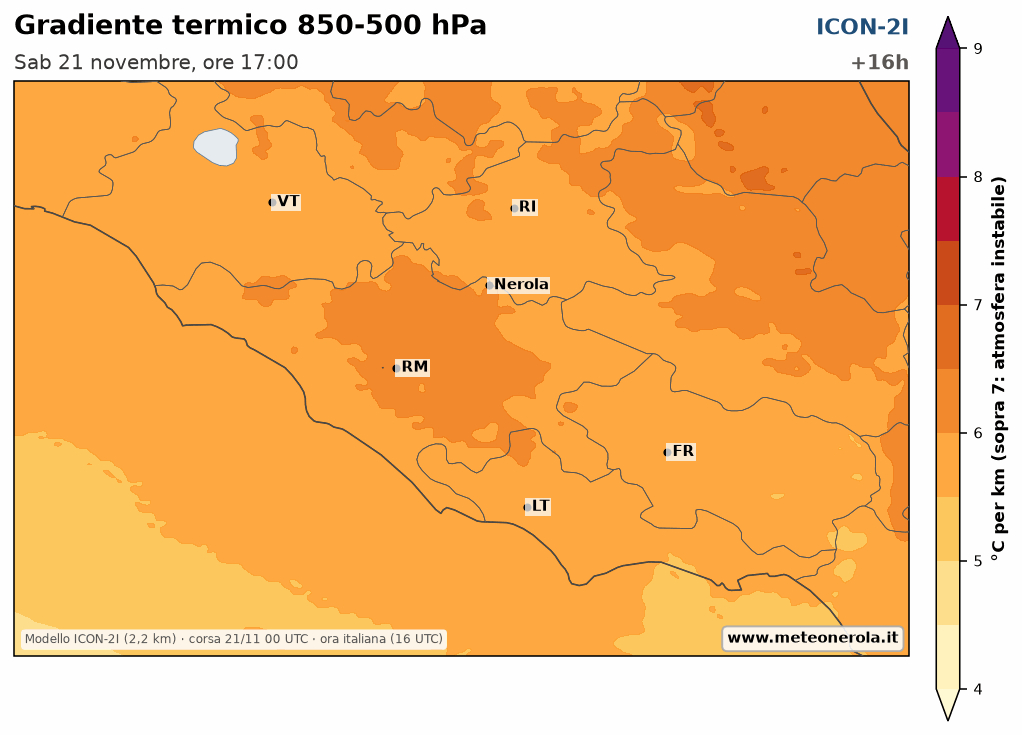 Gradiente termico 850-500 hPa
ICON-2I
Sab 21 novembre, ore 17:00
+16h
9
8
7
6
5
4
°C per km (sopra 7: atmosfera instabile)
VT
RI
Nerola
RM
FR
LT
Modello ICON-2I (2,2 km) · corsa 21/11 00 UTC · ora italiana (16 UTC)
www.meteonerola.it